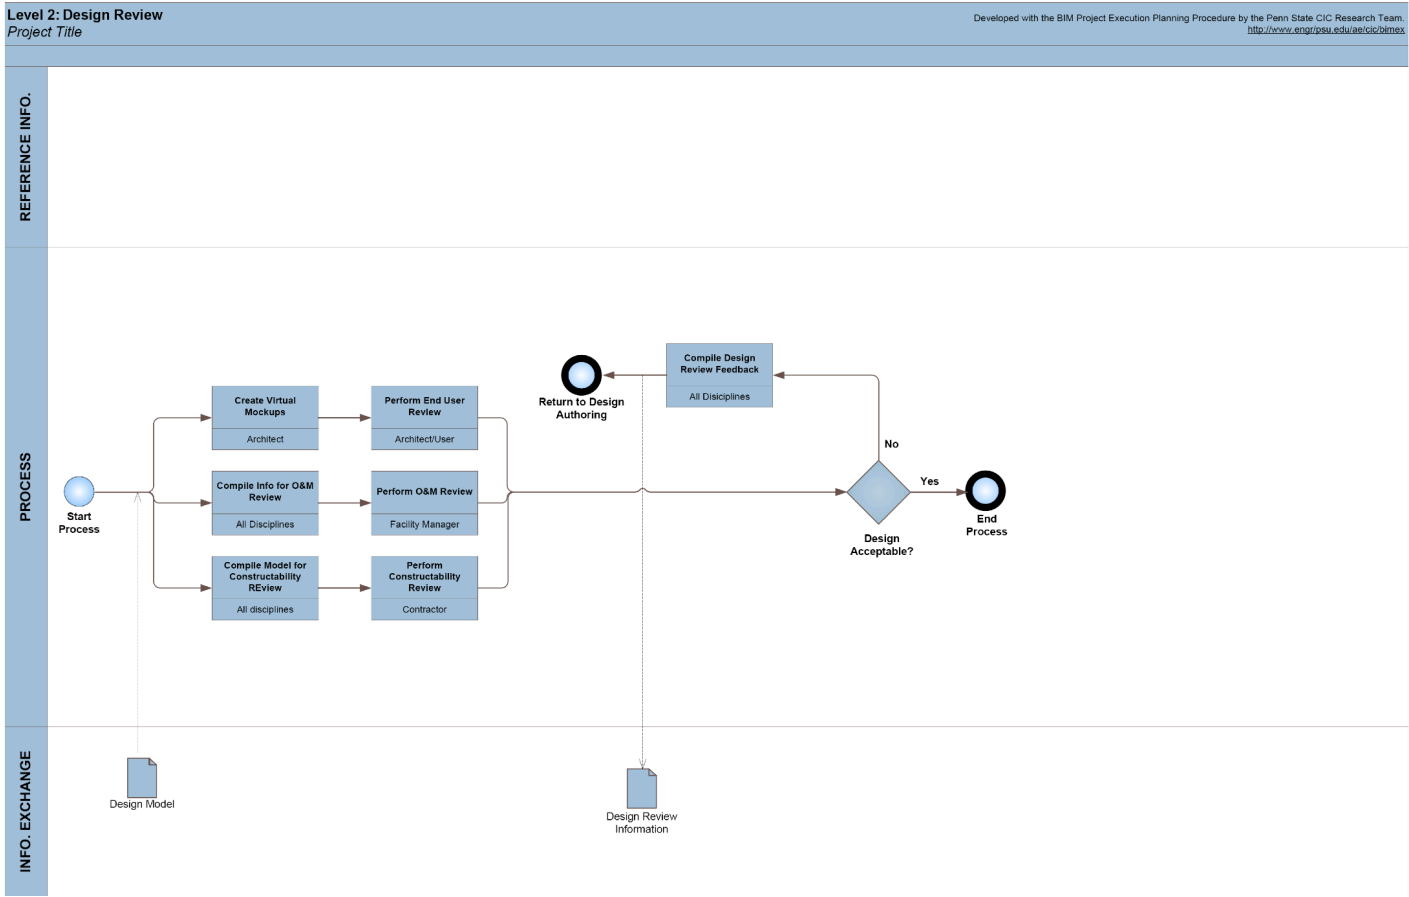 Level 2: Design Review
Project Title
Developed with the BIM Project Execution Planning Procedure by the Penn State CIC Research Team.
http://www.engr/psu.edu/ae/cic/bimex
REFERENCE INFO.
PROCESS
INFO. EXCHANGE
Start
Process
Create Virtual
Mockups
Architect
Perform End User
Review
Architect/User
Compile Info for O&M
Review
All Disciplines
Perform O&M Review
Facility Manager
Compile Model for
Constructability
REview
All disciplines
Perform
Constructability
Review
Contractor
Return to Design
Authoring
Compile Design
Review Feedback
All Disiciplines
No
Yes
Design
Acceptable?
End
Process
Design Model
Design Review
Information